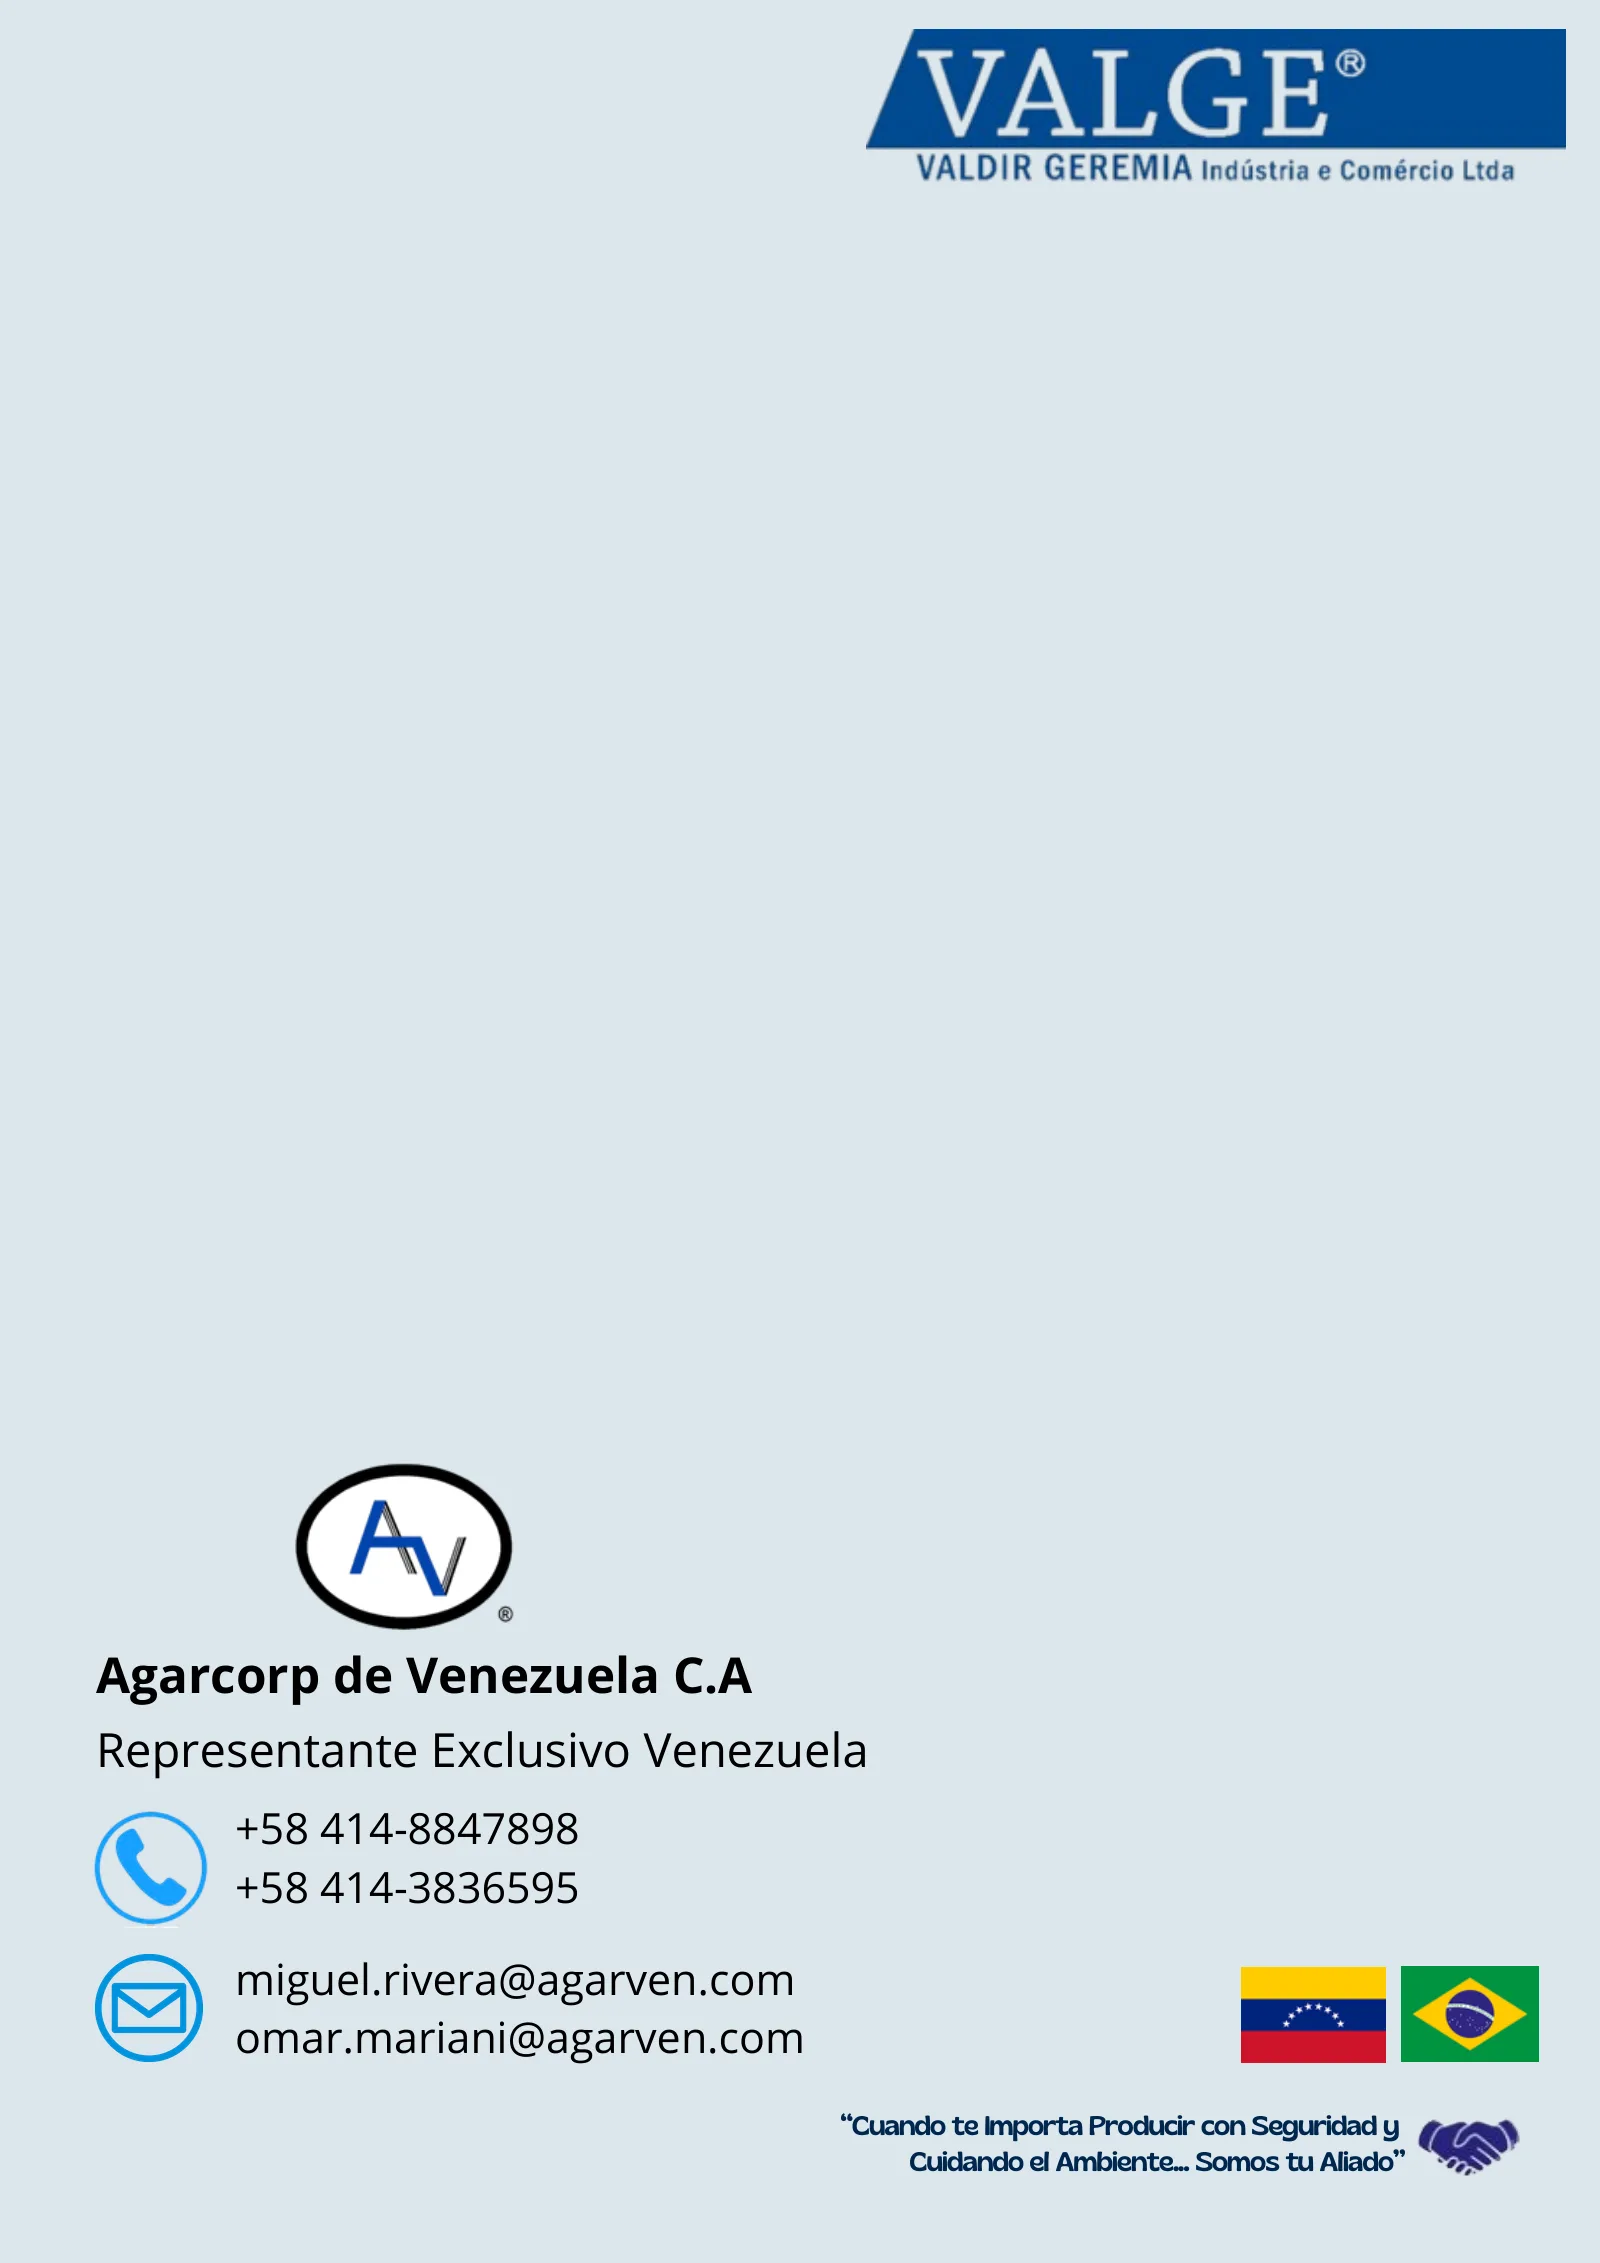 VALGE®
VALDIR GEREMIA Indústria e Comércio Ltda
AV
®
Agarcorp de Venezuela C.A
Representante Exclusivo Venezuela
+58 414-8847898
+58 414-3836595
miguel.rivera@agarven.com
omar.mariani@agarven.com
“Cuando te Importa Producir con Seguridad y
Cuidando el Ambiente... Somos tu Aliado”